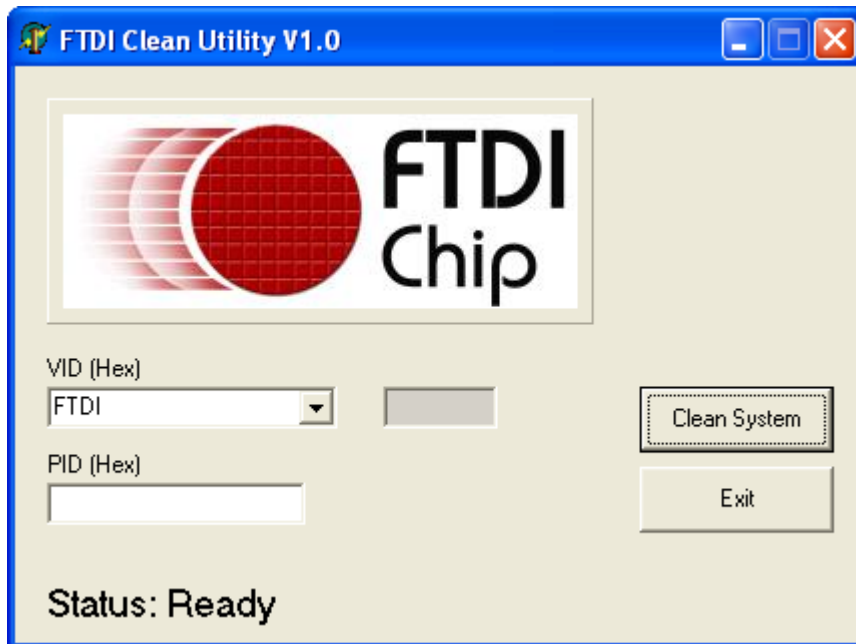 FTDI Clean Utility V1.0
FTDI
Chip
VID (Hex)
FTDI
Clean System
PID (Hex)
Exit
Status: Ready